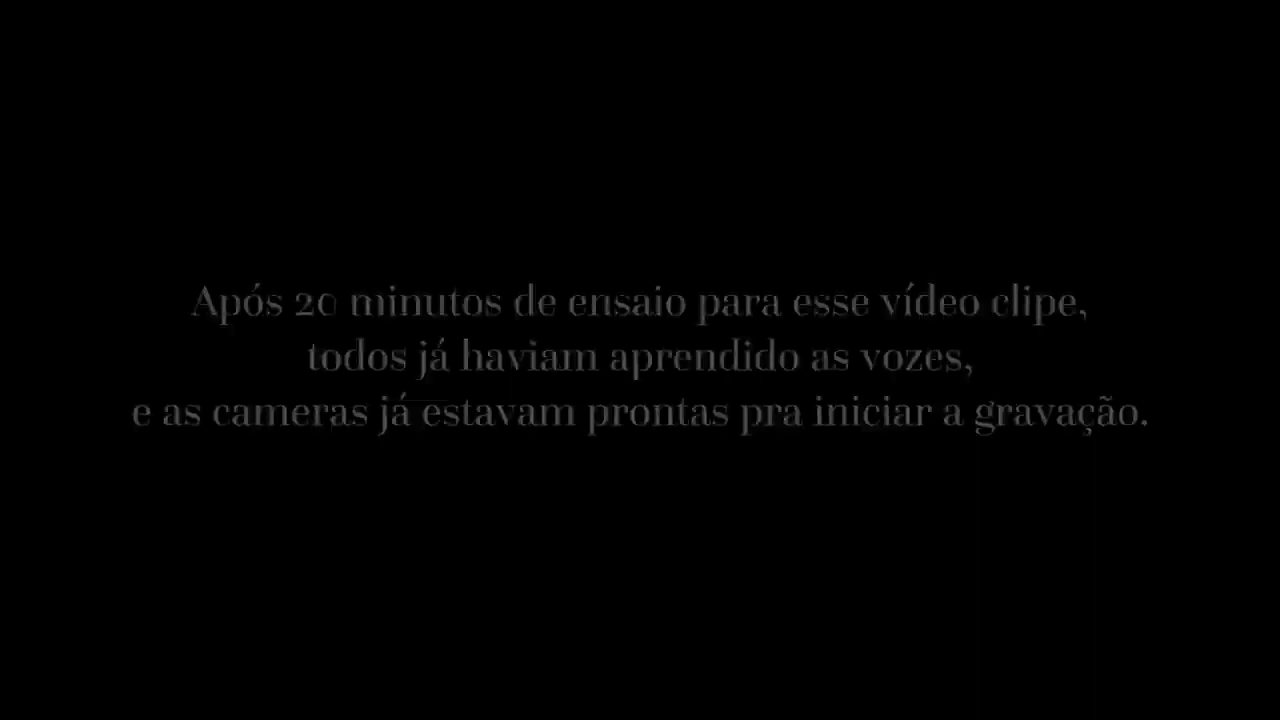 Após 20 minutos de ensaio para esse vídeo clipe,
todos já haviam aprendido as vozes,
e as cameras já estavam prontas pra iniciar a gravação.